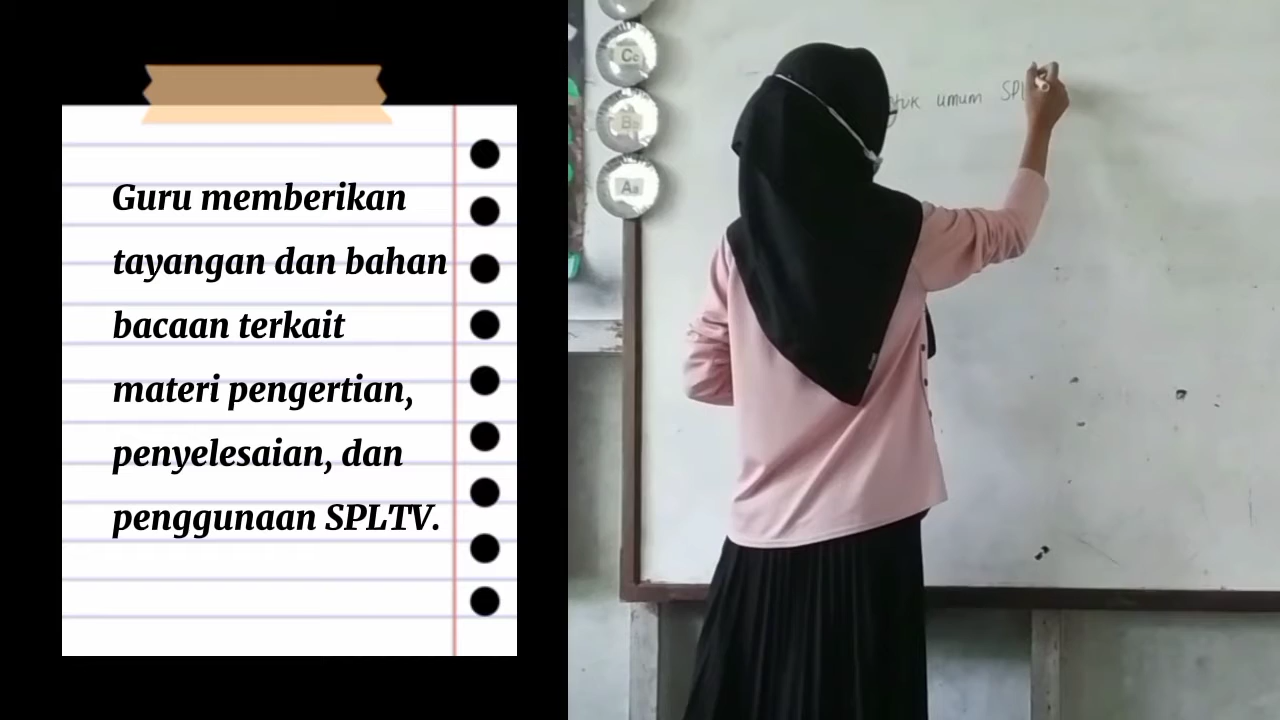 Guru memberikan
tayangan dan bahan
bacaan terkait
materi pengertian,
penyelesaian, dan
penggunaan SPLTV.
Cc
Bb
Aa
umum